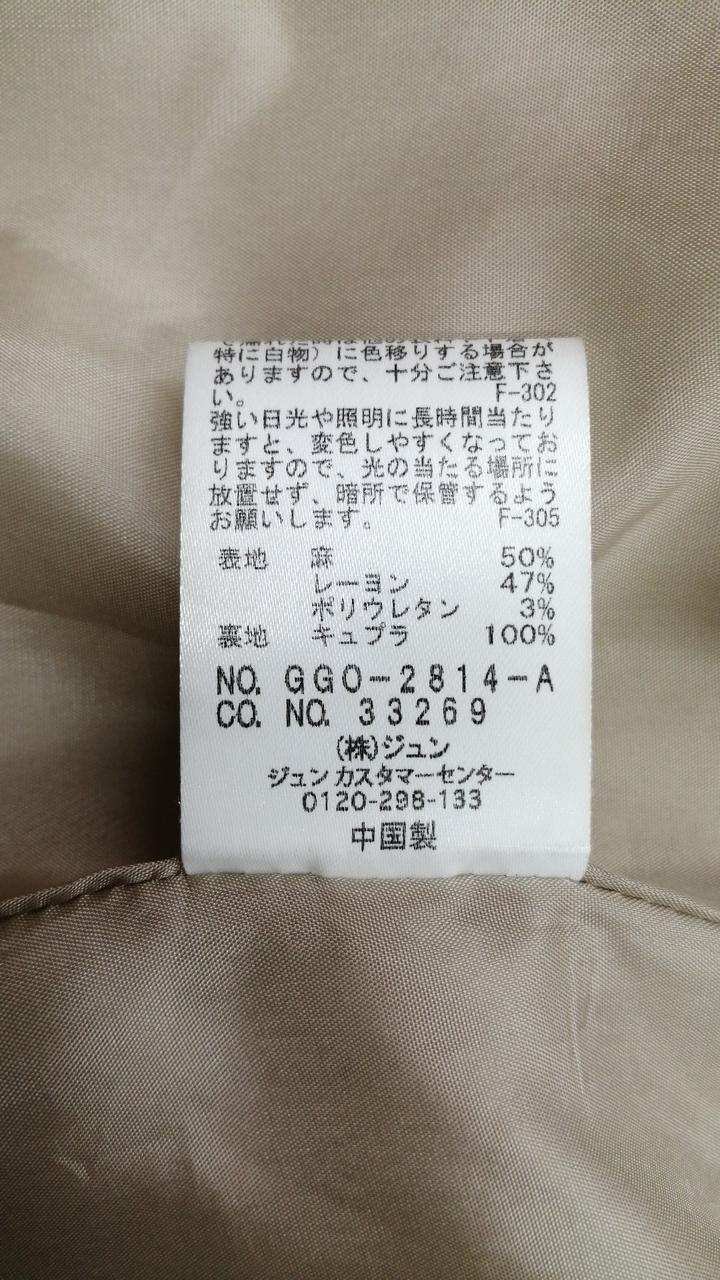 特に白物）に色移りする場合が
ありますので、十分ご注意下さ
い。 F-302
強い日光や照明に長時間当たり
ますと、変色しやすくなってお
りますので、光の当たる場所に
放置せず、暗所で保管するよう
お願いします。 F-305
表地 麻 50%
レーヨン 47%
ポリウレタン 3%
裏地 キュプラ 100%
NO. GGO-2814-A
CO. NO. 33269
(株)ジュン
ジュンカスタマーセンター
0120-298-133
中国製